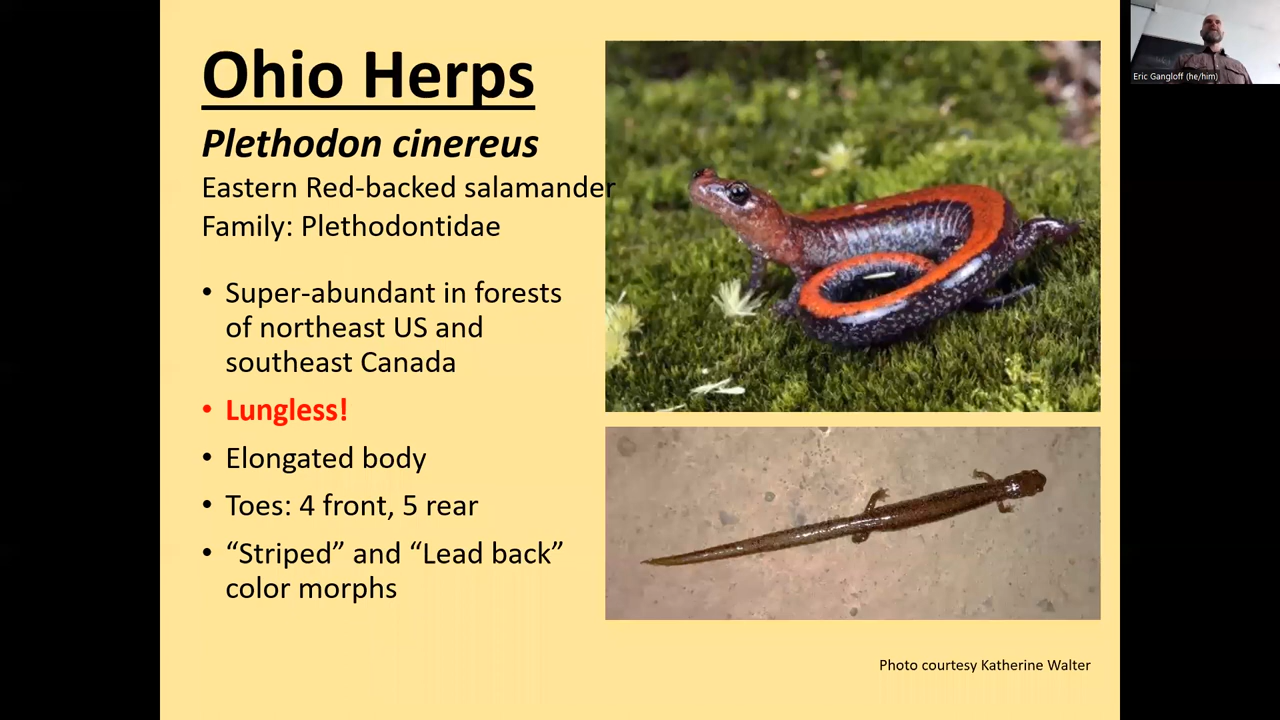 Ohio Herps
Plethodon cinereus
Eastern Red-backed salamander
Family: Plethodontidae
• Super-abundant in forests
of northeast US and
southeast Canada
• Lungless!
• Elongated body
• Toes: 4 front, 5 rear
• “Striped” and “Lead back”
color morphs
Photo courtesy Katherine Walter
Eric Gangloff (he/him)